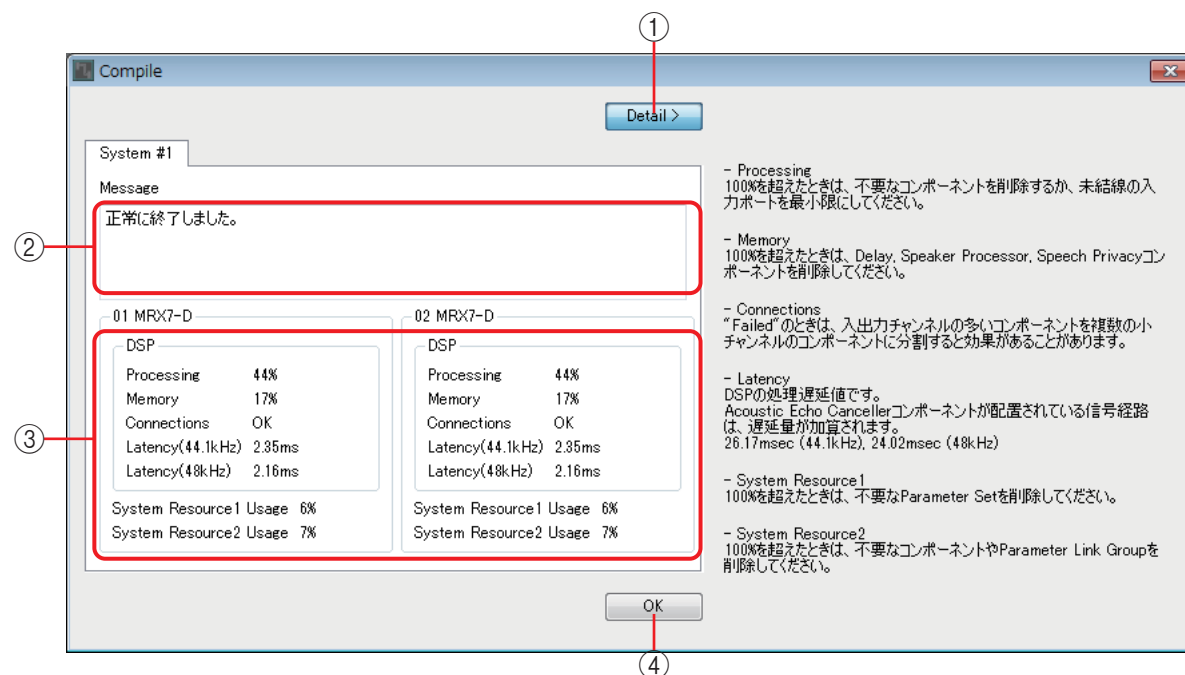 ①
Compile
Detail >
System #1
Message
② 正常に終了しました。
01 MRX7-D
DSP
Processing 44%
Memory 17%
Connections OK
Latency(44.1kHz) 2.35ms
Latency(48kHz) 2.16ms
System Resource1 Usage 6%
System Resource2 Usage 7%
02 MRX7-D
DSP
Processing 44%
Memory 17%
Connections OK
Latency(44.1kHz) 2.35ms
Latency(48kHz) 2.16ms
System Resource1 Usage 6%
System Resource2 Usage 7%
③
- Processing
100%を超えたときは、不要なコンポーネントを削除するか、未結線の入
力ポートを最小限にしてください。
- Memory
100%を超えたときは、Delay, Speaker Processor, Speech Privacyコン
ポーネントを削除してください。
- Connections
"Failed"のときは、入出力チャンネルの多いコンポーネントを複数の小
チャンネルのコンポーネントに分割すると効果があることがあります。
- Latency
DSPの処理遅延値です。
Acoustic Echo Cancellerコンポーネントが配置されている信号経路
は、遅延量が加算されます。
26.17msec (44.1kHz), 24.02msec (48kHz)
- System Resource1
100%を超えたときは、不要なParameter Setを削除してください。
- System Resource2
100%を超えたときは、不要なコンポーネントやParameter Link Groupを
削除してください。
OK
④